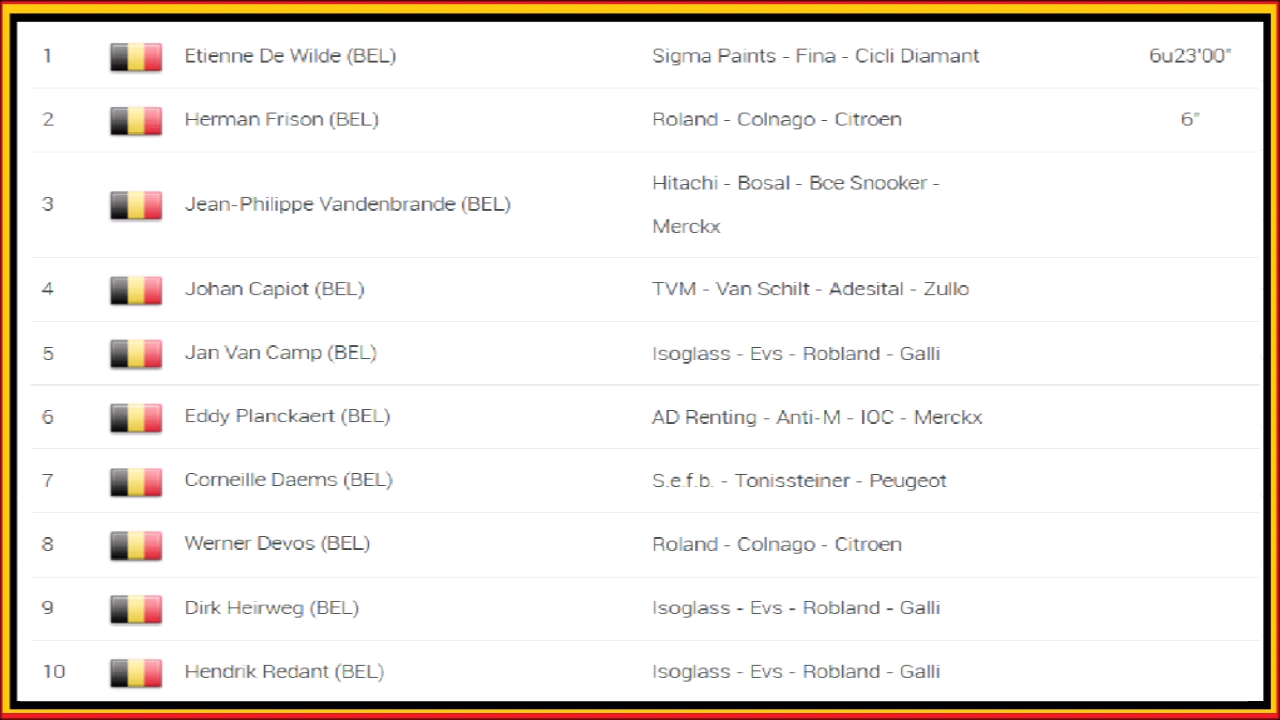 1 Etienne De Wilde (BEL) Sigma Paints - Fina - Cicli Diamant 6u23'00"
2 Herman Frison (BEL) Roland - Colnago - Citroen 6"
3 Jean-Philippe Vandenbrande (BEL) Hitachi - Bosal - Bce Snooker -
Merckx
4 Johan Capiot (BEL) TVM - Van Schilt - Adesital - Zullo
5 Jan Van Camp (BEL) Isoglass - Evs - Robland - Galli
6 Eddy Planckaert (BEL) AD Renting - Anti-M - IOC - Merckx
7 Corneille Daems (BEL) S.e.f.b. - Tonissteiner - Peugeot
8 Werner Devos (BEL) Roland - Colnago - Citroen
9 Dirk Heirweg (BEL) Isoglass - Evs - Robland - Galli
10 Hendrik Redant (BEL) Isoglass - Evs - Robland - Galli